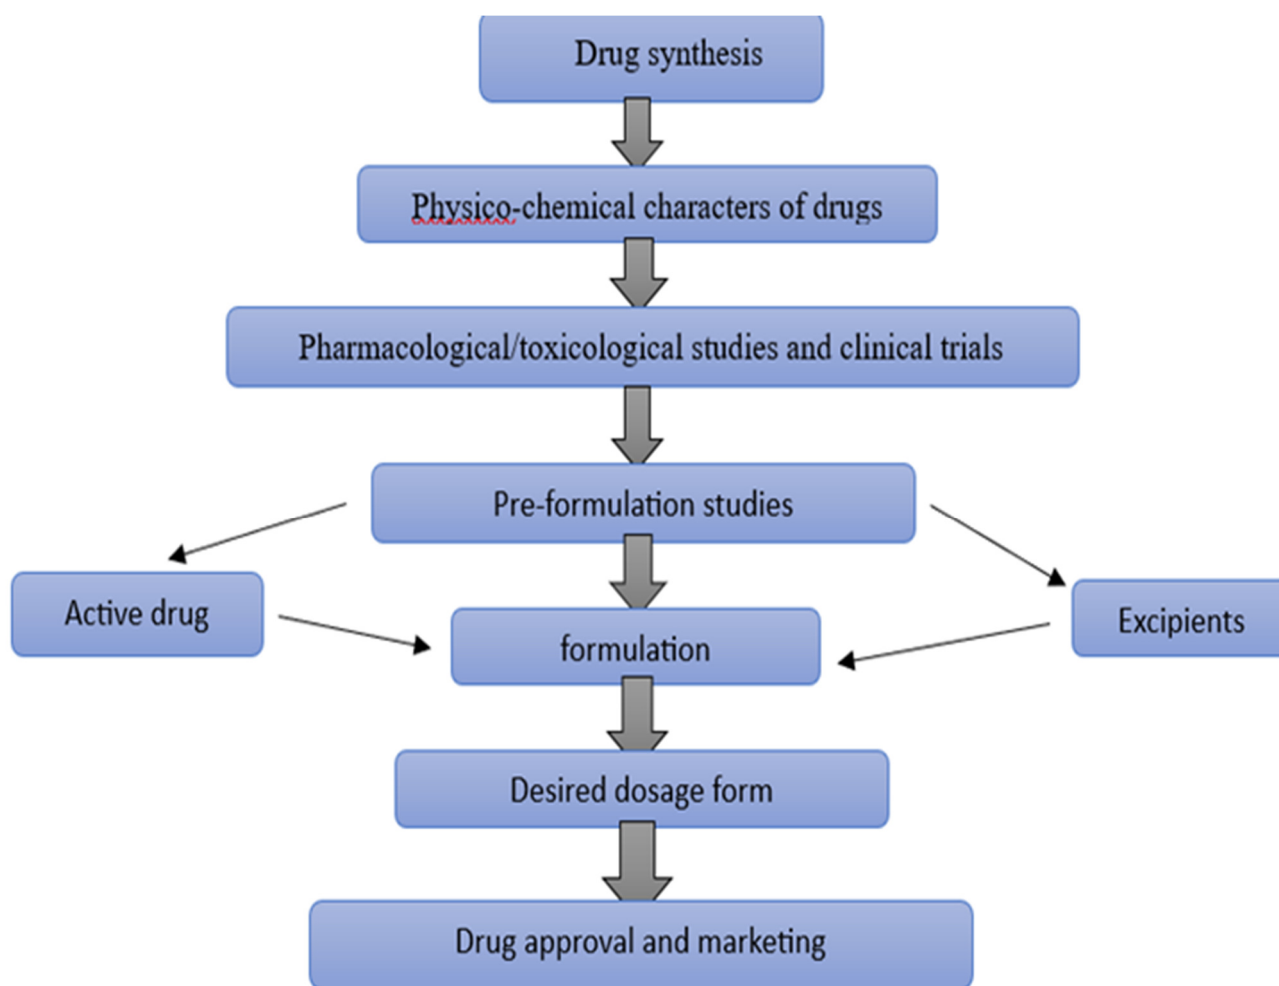 Drug synthesis
Physico-chemical characters of drugs
Pharmacological/toxicological studies and clinical trials
Pre-formulation studies
Active drug
Excipients
formulation
Desired dosage form
Drug approval and marketing